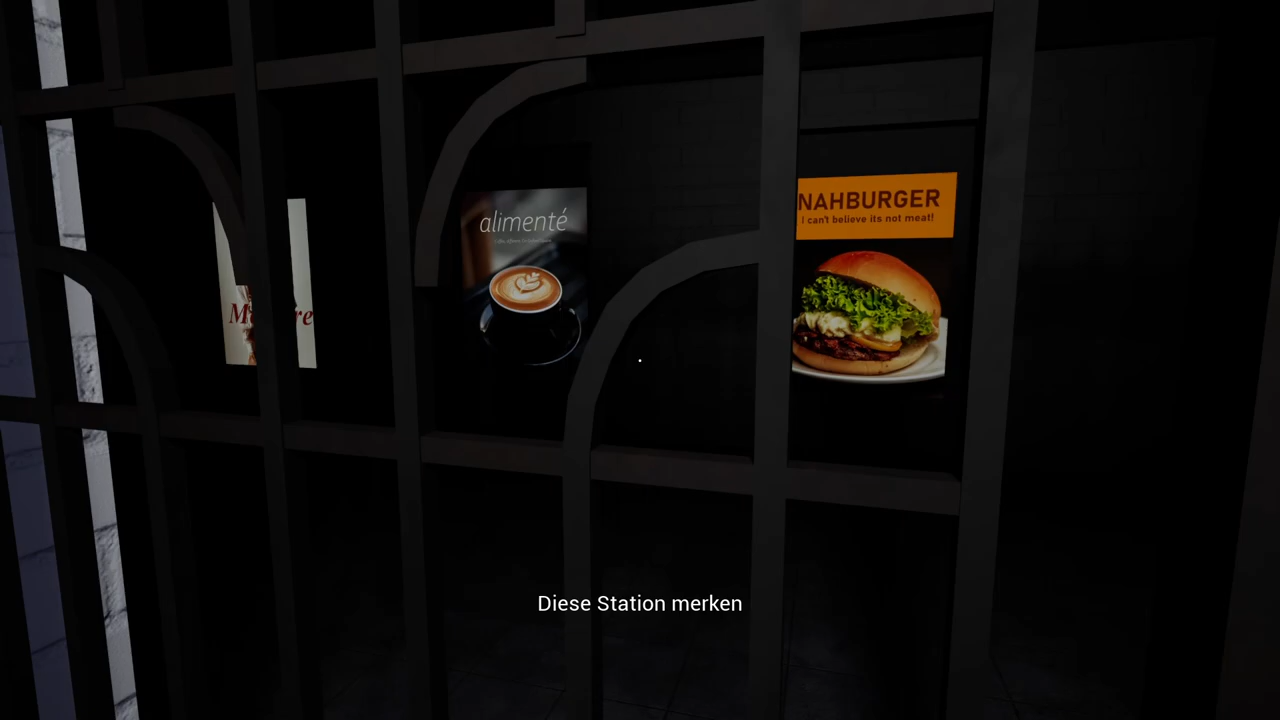 alimenté
NAHBURGER
I can't believe its not meat!
Diese Station merken